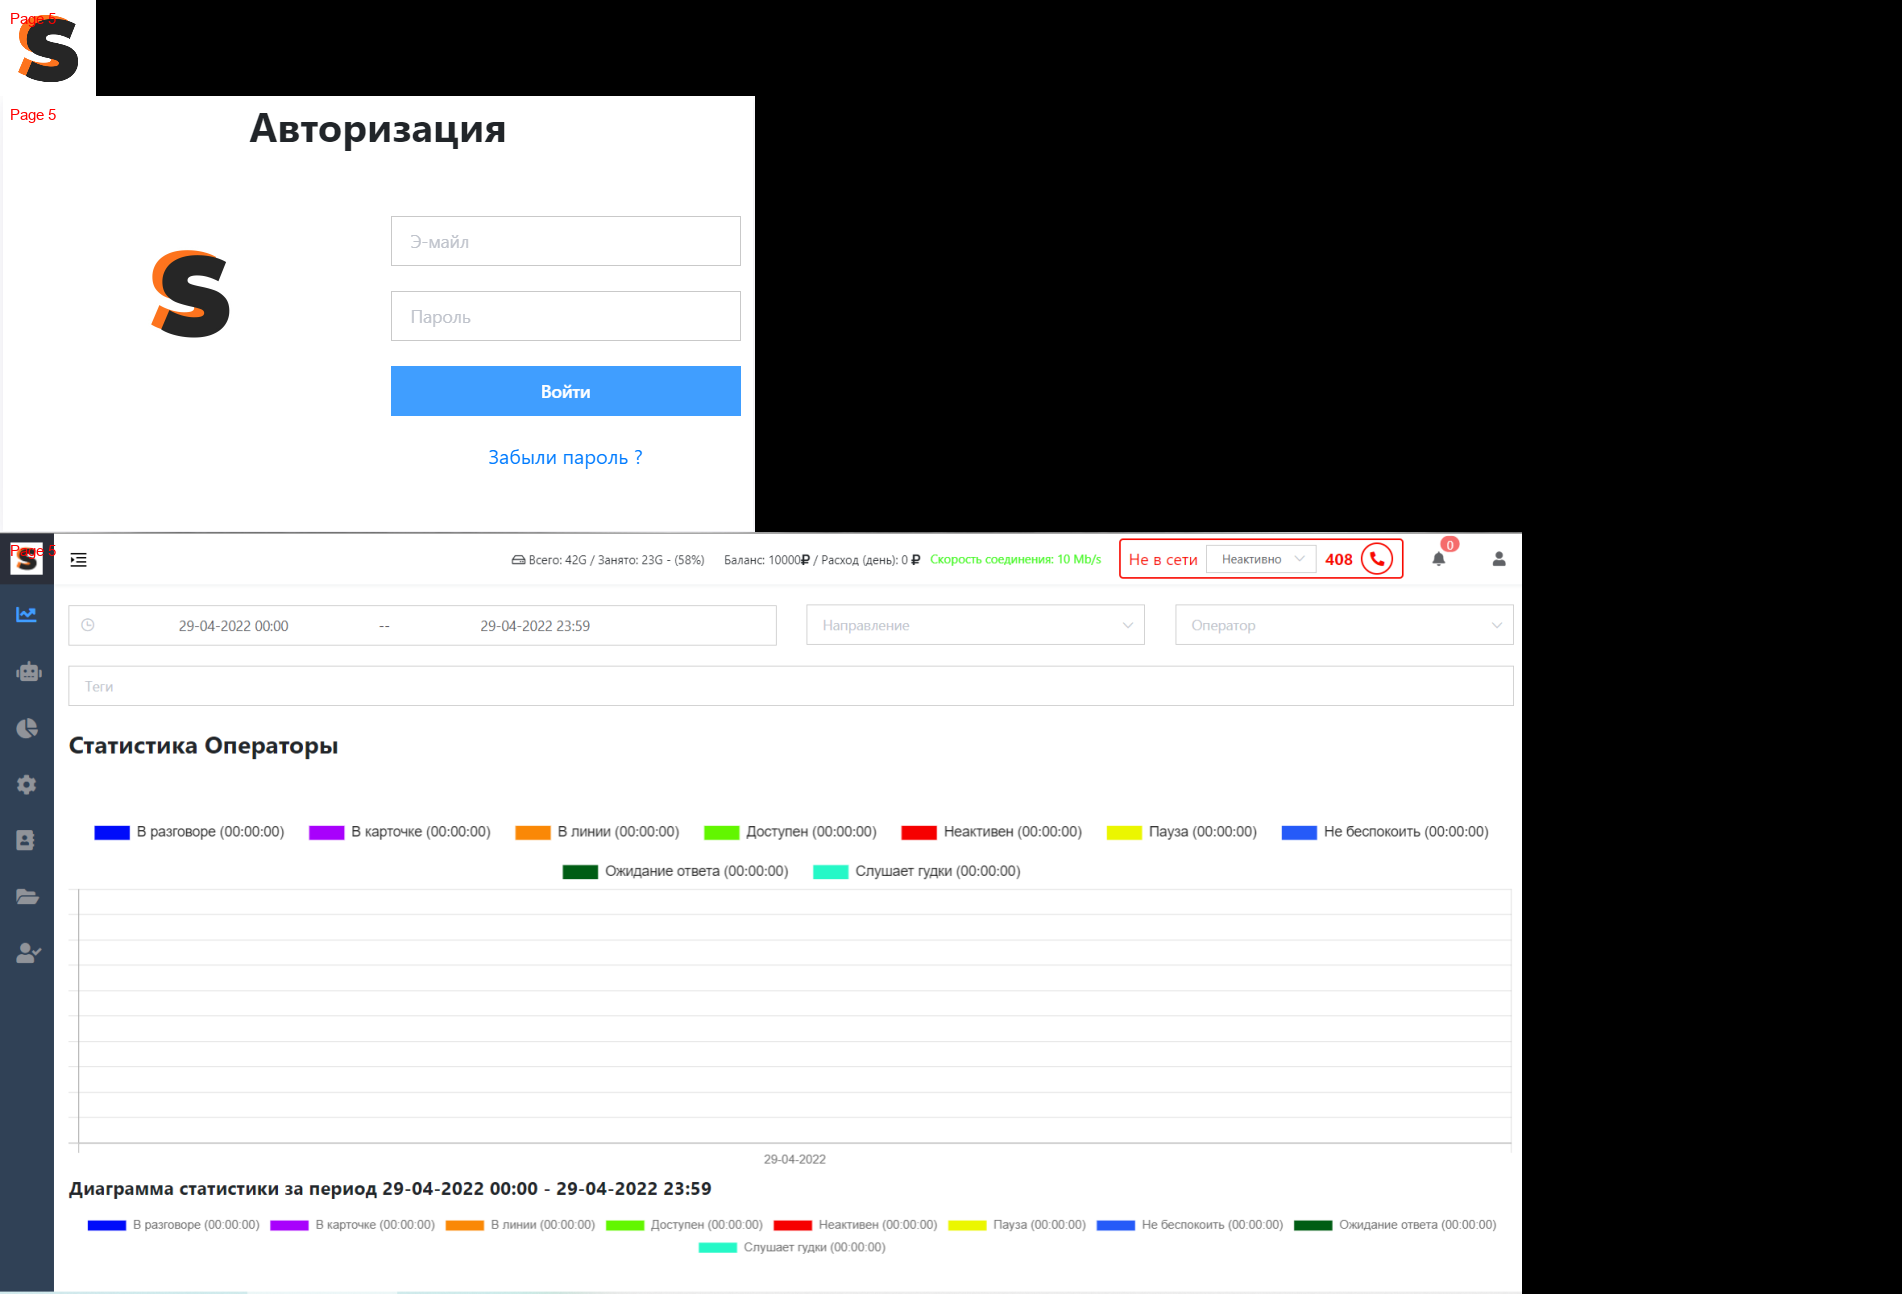 Page 5
Page 5
Авторизация
Э-майл
Пароль
Войти
Забыли пароль ?
Page 5
Всего: 42G / Занято: 23G - (58%) Баланс: 10000₽ / Расход (день): 0 ₽ Скорость соединения: 10 Mb/s Не в сети Неактивно 408 0
29-04-2022 00:00 -- 29-04-2022 23:59 Направление Оператор
Теги
Статистика Операторы
В разговоре (00:00:00) В карточке (00:00:00) В линии (00:00:00) Доступен (00:00:00) Неактивен (00:00:00) Пауза (00:00:00) Не беспокоить (00:00:00)
Ожидание ответа (00:00:00) Слушает гудки (00:00:00)
29-04-2022
Диаграмма статистики за период 29-04-2022 00:00 - 29-04-2022 23:59
В разговоре (00:00:00) В карточке (00:00:00) В линии (00:00:00) Доступен (00:00:00) Неактивен (00:00:00) Пауза (00:00:00) Не беспокоить (00:00:00) Ожидание ответа (00:00:00)
Слушает гудки (00:00:00)